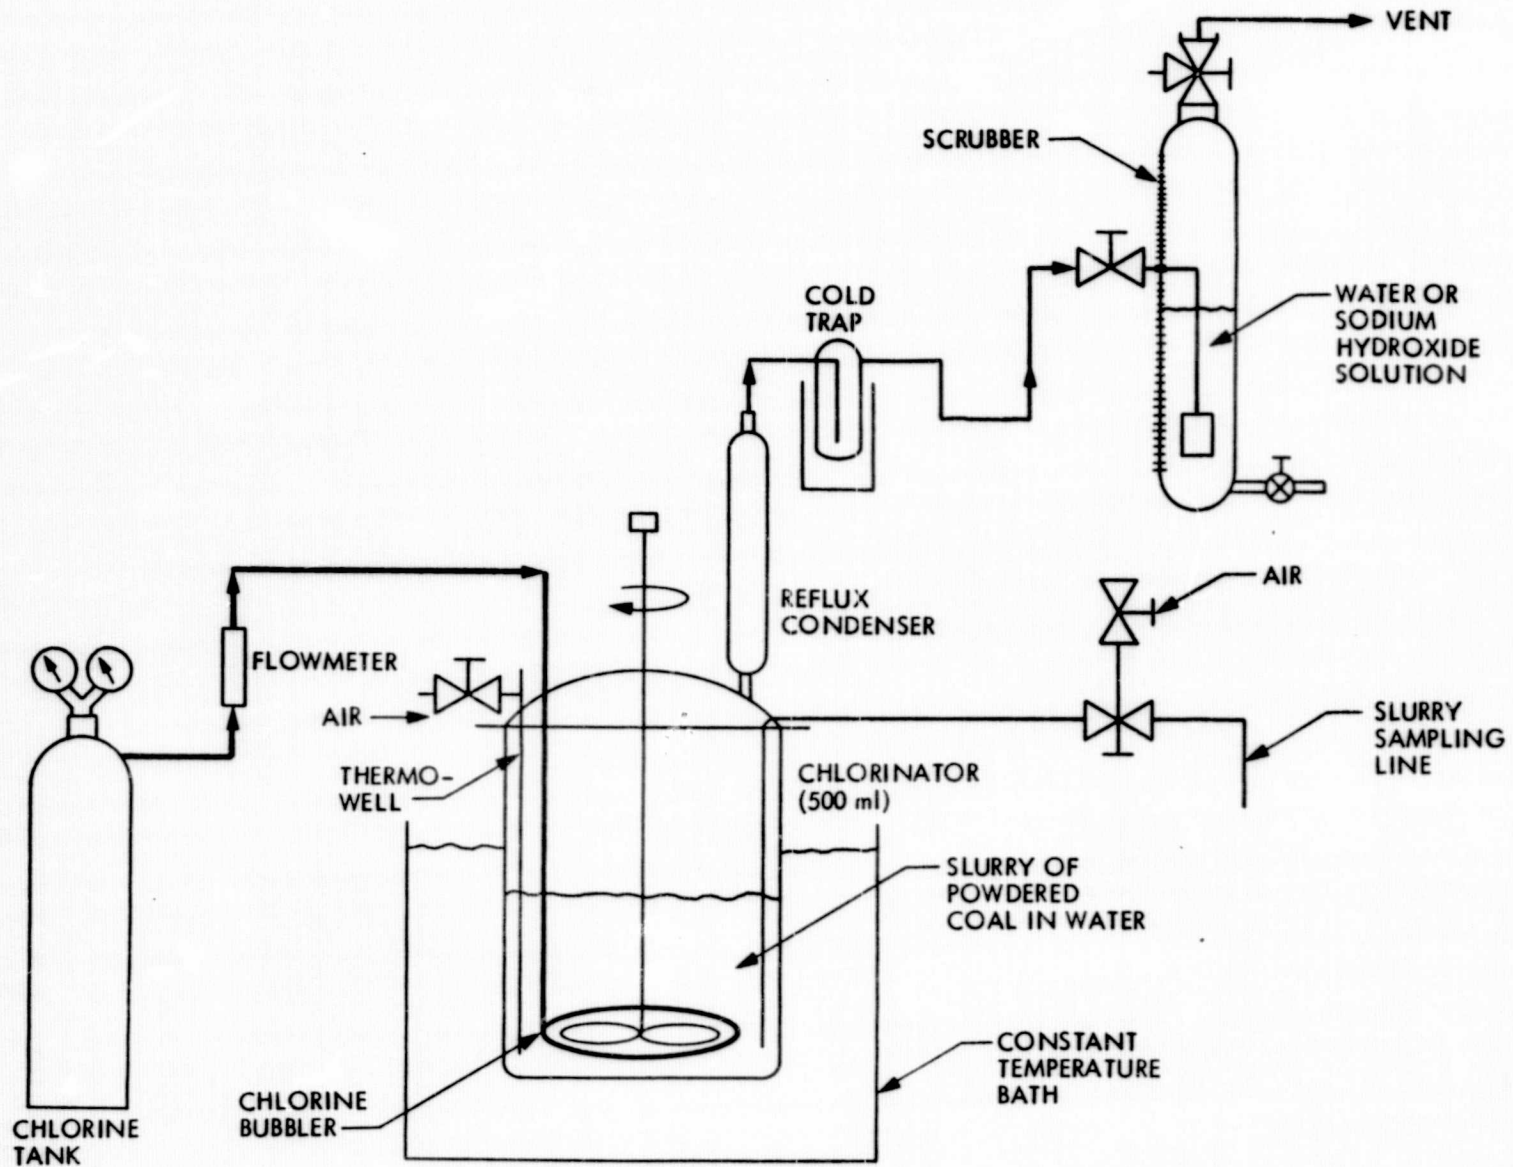 VENT
SCRUBBER
COLD
TRAP
WATER OR
SODIUM
HYDROXIDE
SOLUTION
AIR
REFLUX
CONDENSER
FLOWMETER
AIR
THERMO-
WELL
CHLORINATOR
(500 ml)
SLURRY
SAMPLING
LINE
SLURRY OF
POWDERED
COAL IN WATER
CONSTANT
TEMPERATURE
BATH
CHLORINE
BUBBLER
CHLORINE
TANK